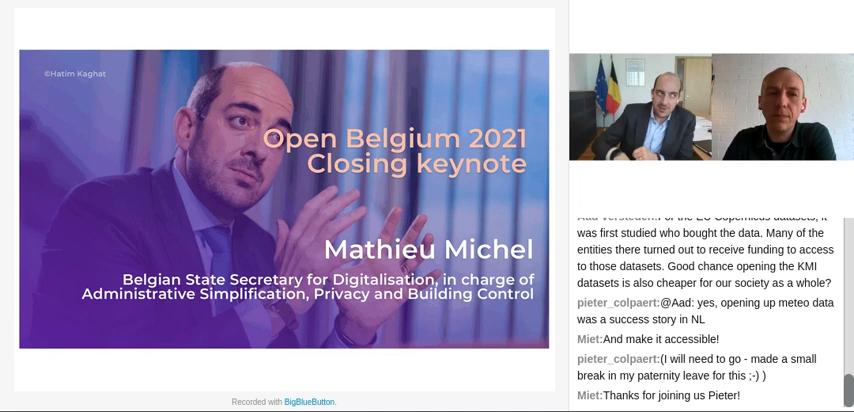 ©Hatim Kaghat
Open Belgium 2021
Closing keynote
Mathieu Michel
Belgian State Secretary for Digitalisation, in charge of
Administrative Simplification, Privacy and Building Control
Recorded with BigBlueButton.
Aad Versteden:For the EU Copernicus datasets, it
was first studied who bought the data. Many of the
entities there turned out to receive funding to access
to those datasets. Good chance opening the KMI
datasets is also cheaper for our society as a whole?
pieter_colpaert:@Aad: yes, opening up meteo data
was a success story in NL
Miet:And make it accessible!
pieter_colpaert:(I will need to go - made a small
break in my paternity leave for this ;-) )
Miet:Thanks for joining us Pieter!